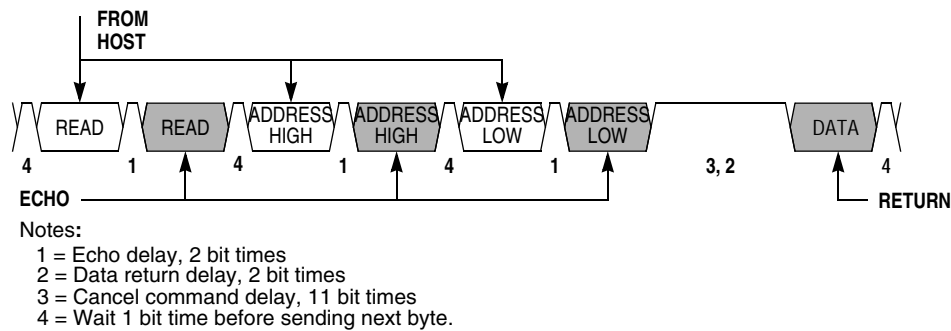 FROM
HOST
READ READ ADDRESS HIGH ADDRESS HIGH ADDRESS LOW ADDRESS LOW DATA
4 1 4 1 4 1 3, 2 4
ECHO RETURN
Notes:
1 = Echo delay, 2 bit times
2 = Data return delay, 2 bit times
3 = Cancel command delay, 11 bit times
4 = Wait 1 bit time before sending next byte.